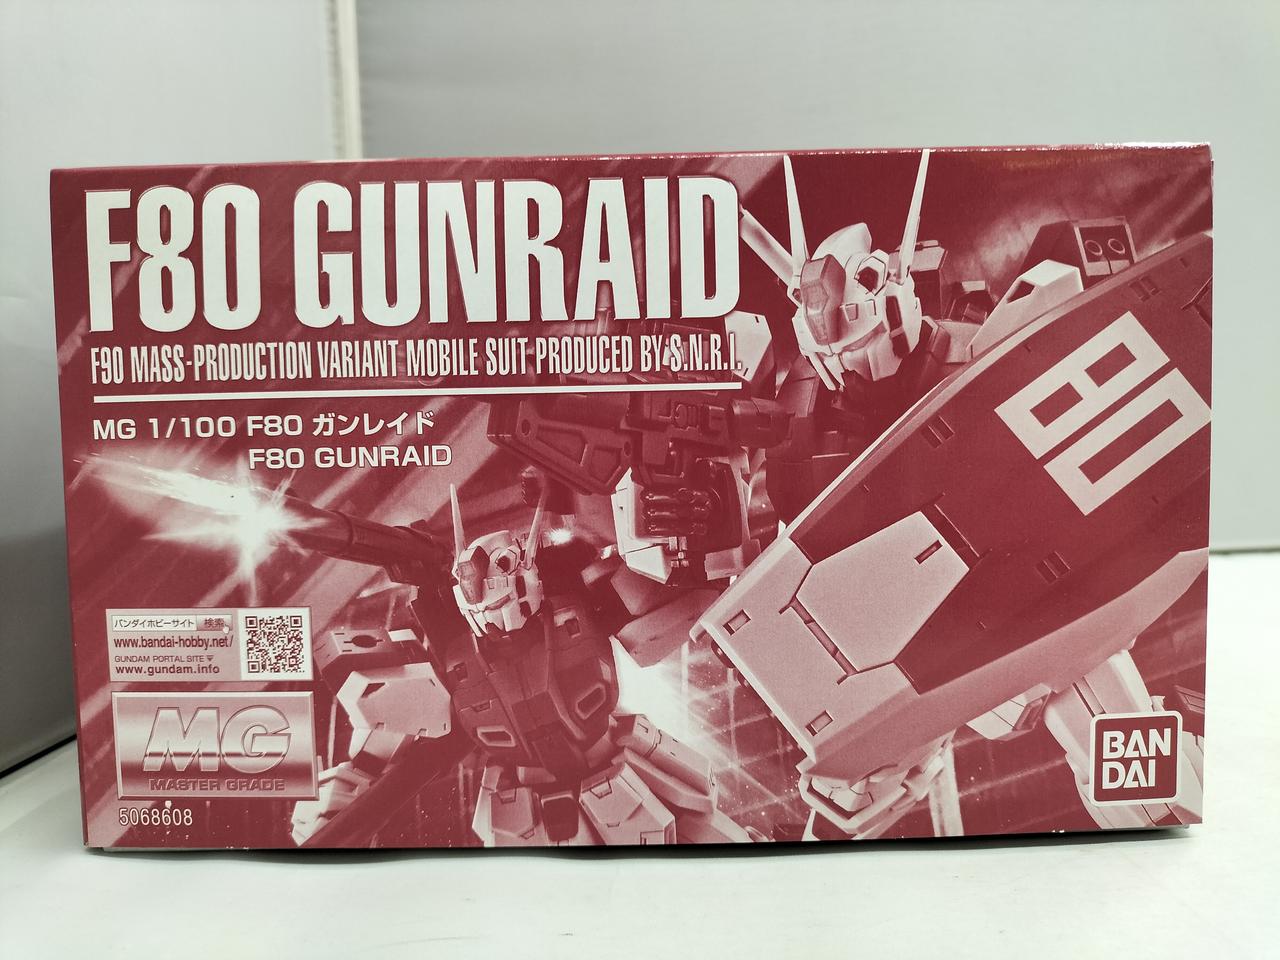 F80 GUNRAID
F90 MASS-PRODUCTION VARIANT MOBILE SUIT PRODUCED BY S.N.R.I.
MG 1/100 F80 ガンレイド
F80 GUNRAID
80
バンダイホビーサイト 検索
www.bandai-hobby.net/
GUNDAM PORTAL SITE
www.gundam.info
MG
MASTER GRADE
5068608
BAN
DAI